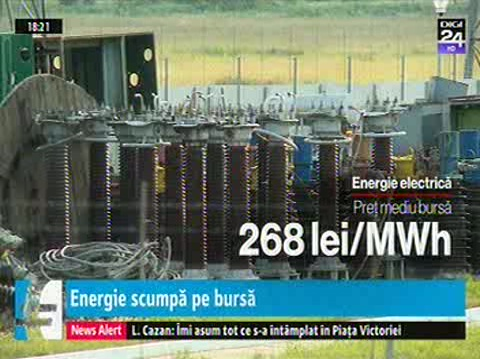 18:21
DIGI
24
HD
Energie electrică
Preț mediu bursă
268 lei/MWh
Energie scumpă pe bursă
News Alert L. Cazan: Îmi asum tot ce s-a întâmplat în Piața Victoriei